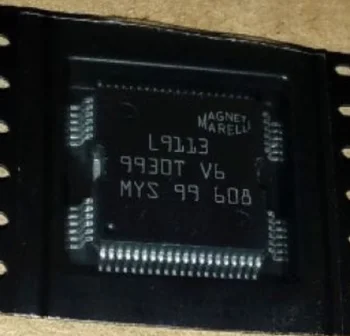 MAGNETI
MARELLI
L9113
9930T V6
MYS 99 608